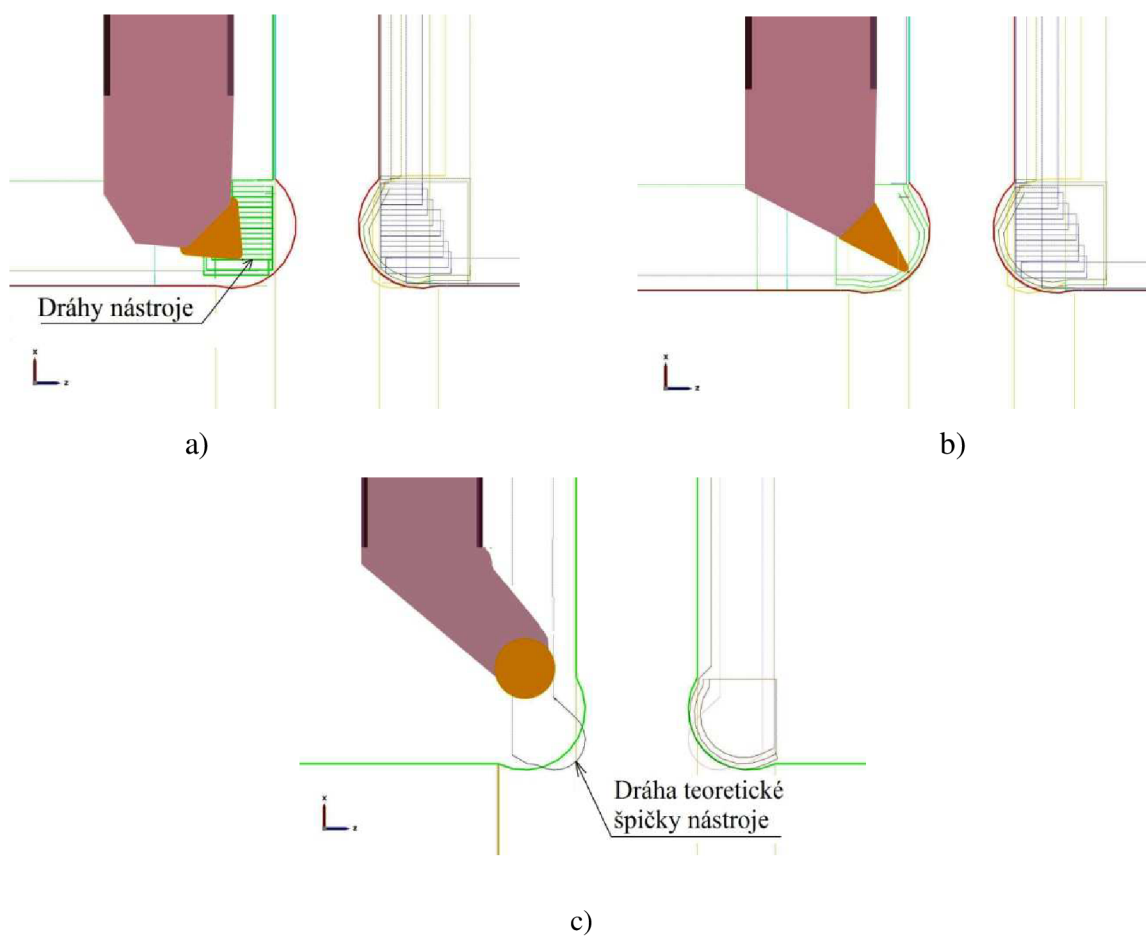 Dráhy nástroje
x
z
x
z
a)
b)
Dráha teoretické
špičky nástroje
x
z
c)